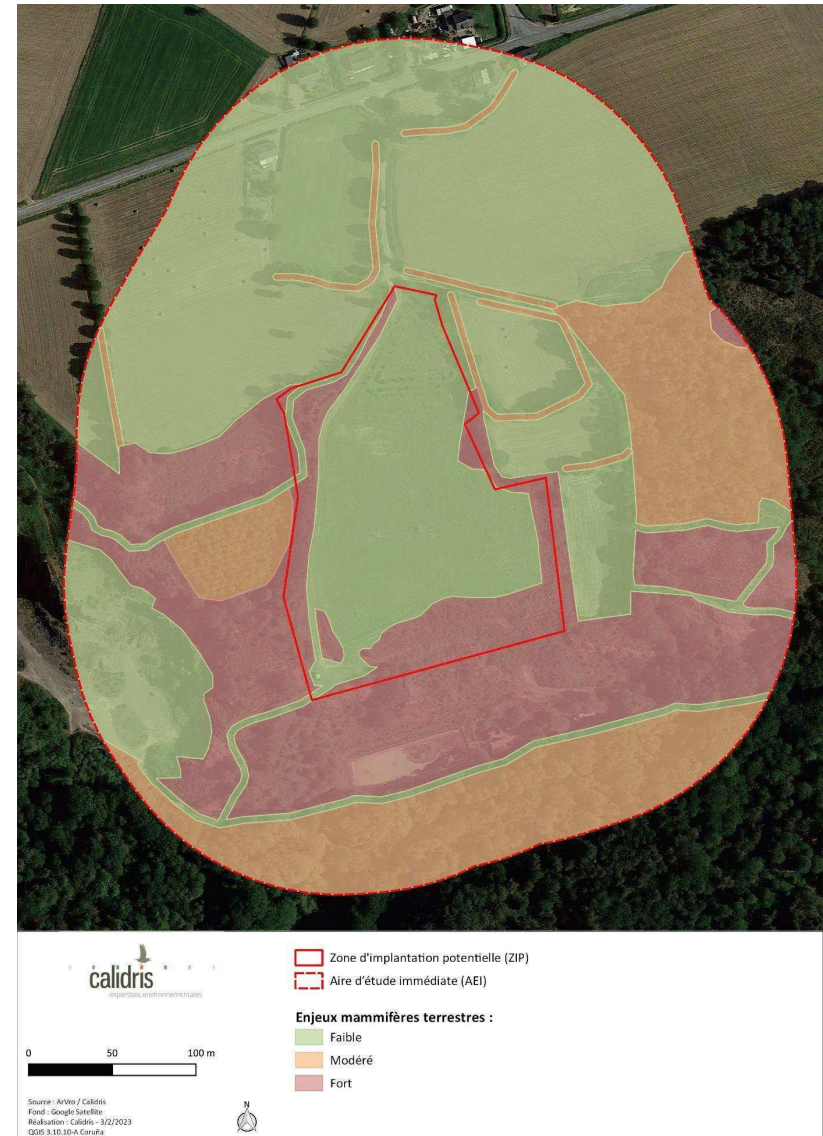 calidris
expertises environnementales
0 50 100 m
Source : ArVro / Calidris
Fond : Google Satellite
Réalisation : Calidris - 3/2/2023
QGIS 3.10.10-A Coruña
N
Zone d'implantation potentielle (ZIP)
Aire d'étude immédiate (AEI)
Enjeux mammifères terrestres :
Faible
Modéré
Fort